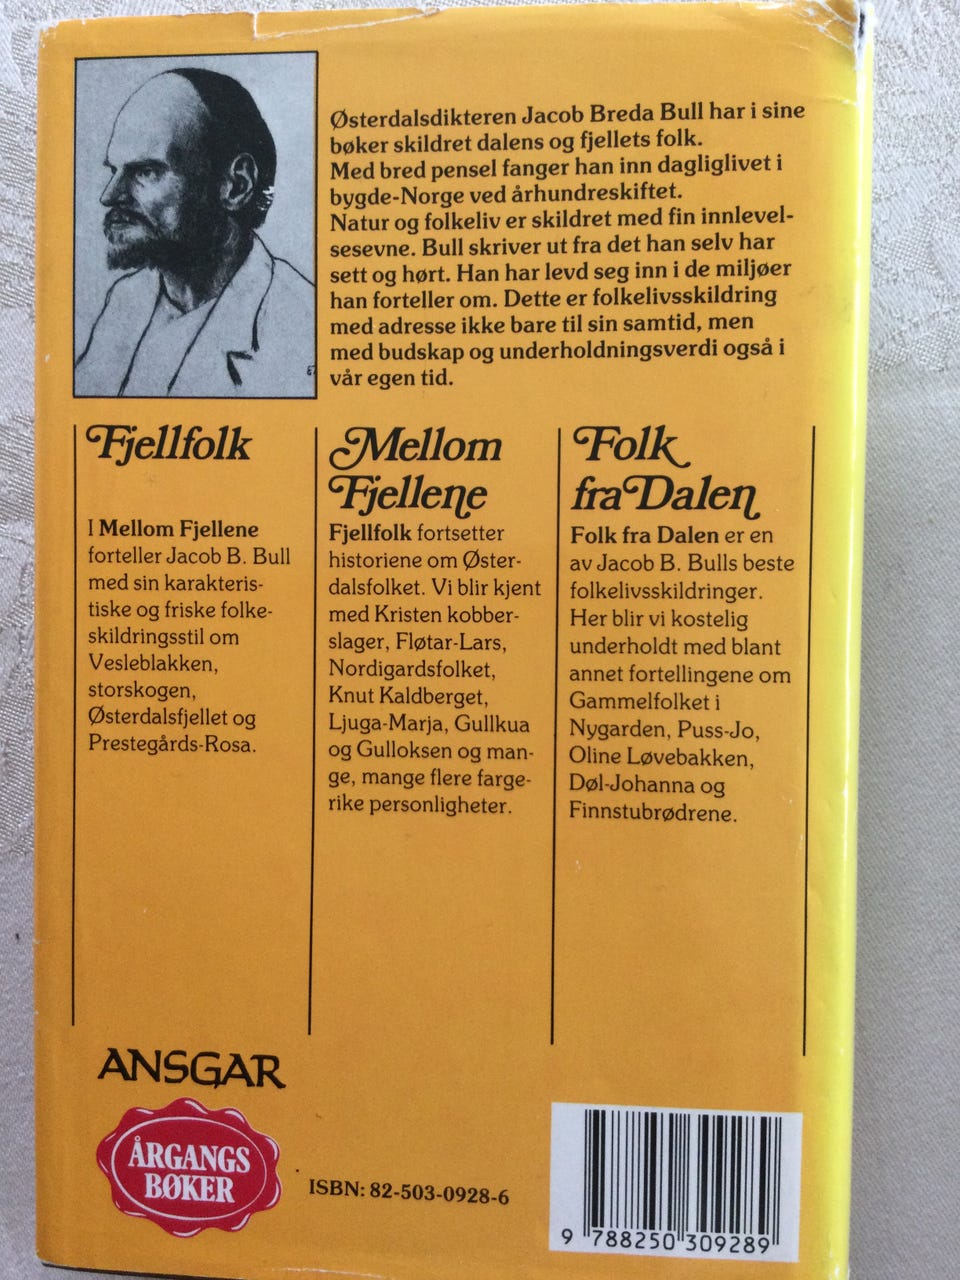 Østerdalsdikteren Jacob Breda Bull har i sine
bøker skildret dalens og fjellets folk.
Med bred pensel fanger han inn dagliglivet i
bygde-Norge ved århundreskiftet.
Natur og folkeliv er skildret med fin innlevel-
sesevne. Bull skriver ut fra det han selv har
sett og hørt. Han har levd seg inn i de miljøer
han forteller om. Dette er folkelivsskildring
med adresse ikke bare til sin samtid, men
med budskap og underholdningsverdi også i
vår egen tid.
Fjellfolk
I Mellom Fjellene
forteller Jacob B. Bull
med sin karakteris-
tiske og friske folke-
skildringsstil om
Vesleblakken,
storskogen,
Østerdalsfjellet og
Prestegårds-Rosa.
Mellom
Fjellene
Fjellfolk fortsetter
historiene om Øster-
dalsfolket. Vi blir kjent
med Kristen kobber-
slager, Fløtar-Lars,
Nordigardsfolket,
Knut Kaldberget,
Ljuga-Marja, Gullkua
og Gulloksen og man-
ge, mange flere farge-
rike personligheter.
Folk
fra Dalen
Folk fra Dalen er en
av Jacob B. Bulls beste
folkelivsskildringer.
Her blir vi kostelig
underholdt med blant
annet fortellingene om
Gammelfolket i
Nygarden, Puss-Jo,
Oline Løvebakken,
Døl-Johanna og
Finnstubrødrene.
ANSGAR
ÅRGANGS
BØKER
ISBN: 82-503-0928-6
9 788250 309289